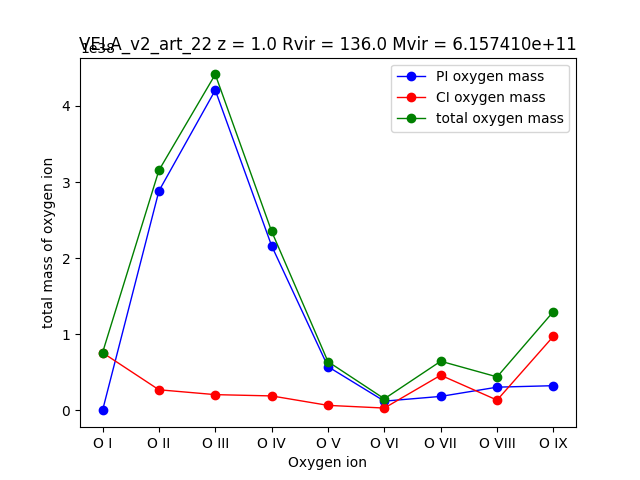 VELA_v2_art_22 z = 1.0 Rvir = 136.0 Mvir = 6.157410e+11
1e38
PI oxygen mass
CI oxygen mass
total oxygen mass
total mass of oxygen ion
4
3
2
1
0
O I O II O III O IV O V O VI O VII O VIII O IX
Oxygen ion